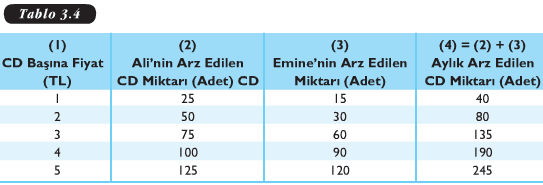 Tablo 3.4
(1) (2) (3) (4) = (2) + (3)
CD Başına Fiyat Ali'nin Arz Edilen Emine'nin Arz Edilen Aylık Arz Edilen
(TL) CD Miktarı (Adet) CD Miktarı (Adet) CD Miktarı (Adet)
1 25 15 40
2 50 30 80
3 75 60 135
4 100 90 190
5 125 120 245